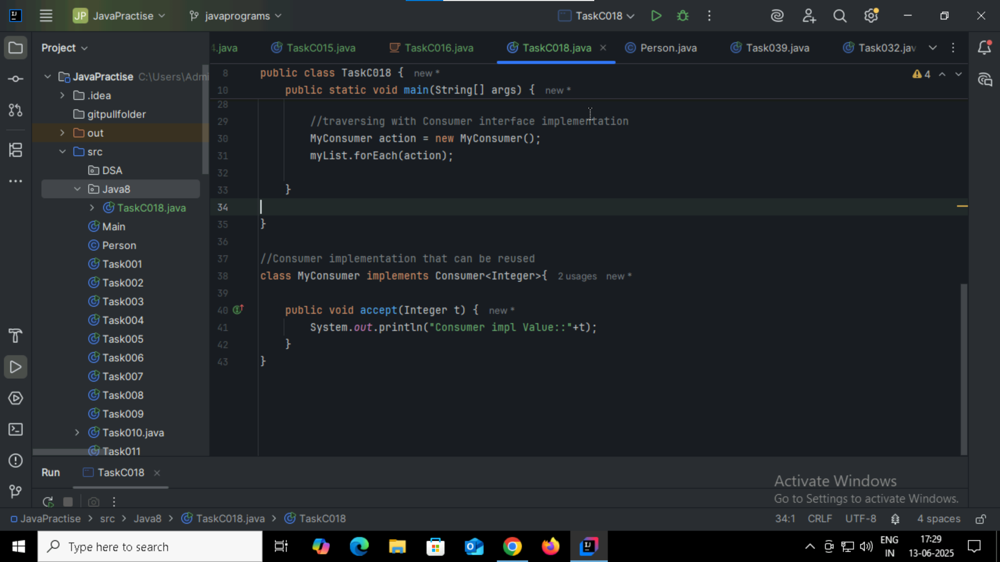 IJ
JP JavaPractise
javaprograms
TaskC018
Project
4.java
TaskC015.java
TaskC016.java
TaskC018.java
Person.java
Task039.java
Task032.jav
JavaPractise C:\Users\Admi
.idea
gitpullfolder
out
src
DSA
Java8
TaskC018.java
Main
Person
Task001
Task002
Task003
Task004
Task005
Task006
Task007
Task008
Task009
Task010.java
Task011
8 public class TaskC018 { new *
4
10 public static void main(String[] args) { new *
28
29 //traversing with Consumer interface implementation
30 MyConsumer action = new MyConsumer();
31 myList.forEach(action);
32
33 }
34
35 }
36
37 //Consumer implementation that can be reused
38 class MyConsumer implements Consumer<Integer>{ 2 usages new *
39
40 public void accept(Integer t) { new *
41 System.out.println("Consumer impl Value::"+t);
42 }
43 }
Run
TaskC018
Activate Windows
Go to Settings to activate Windows.
JavaPractise > src > Java8 > TaskC018.java > TaskC018
34:1 CRLF UTF-8 4 spaces
Type here to search
ENG
IN
17:29
13-06-2025